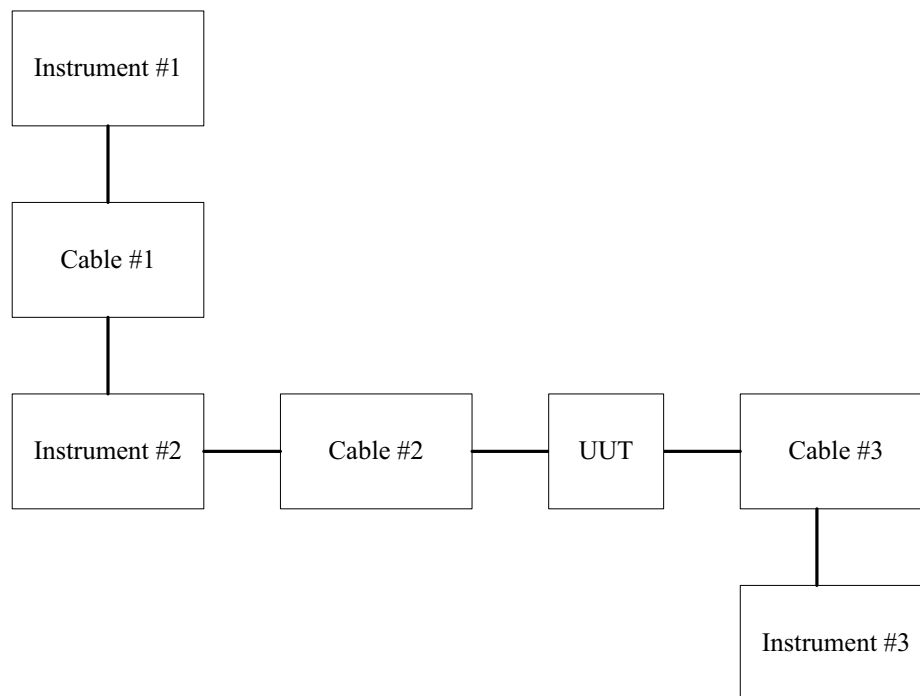 Instrument #1
Cable #1
Instrument #2
Cable #2
UUT
Cable #3
Instrument #3